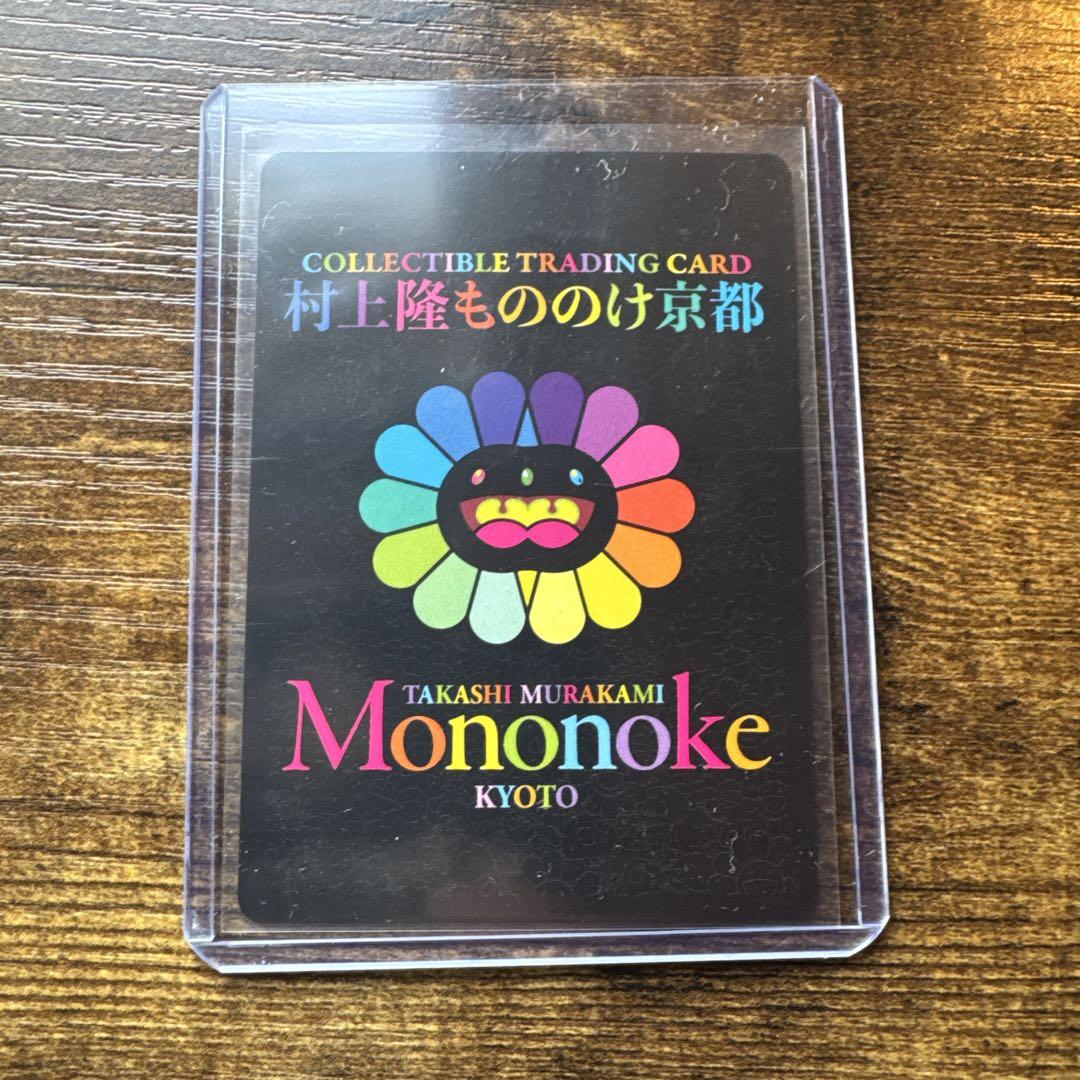 COLLECTIBLE TRADING CARD
村上隆もののけ京都
TAKASHI MURAKAMI
Mononoke
KYOTO